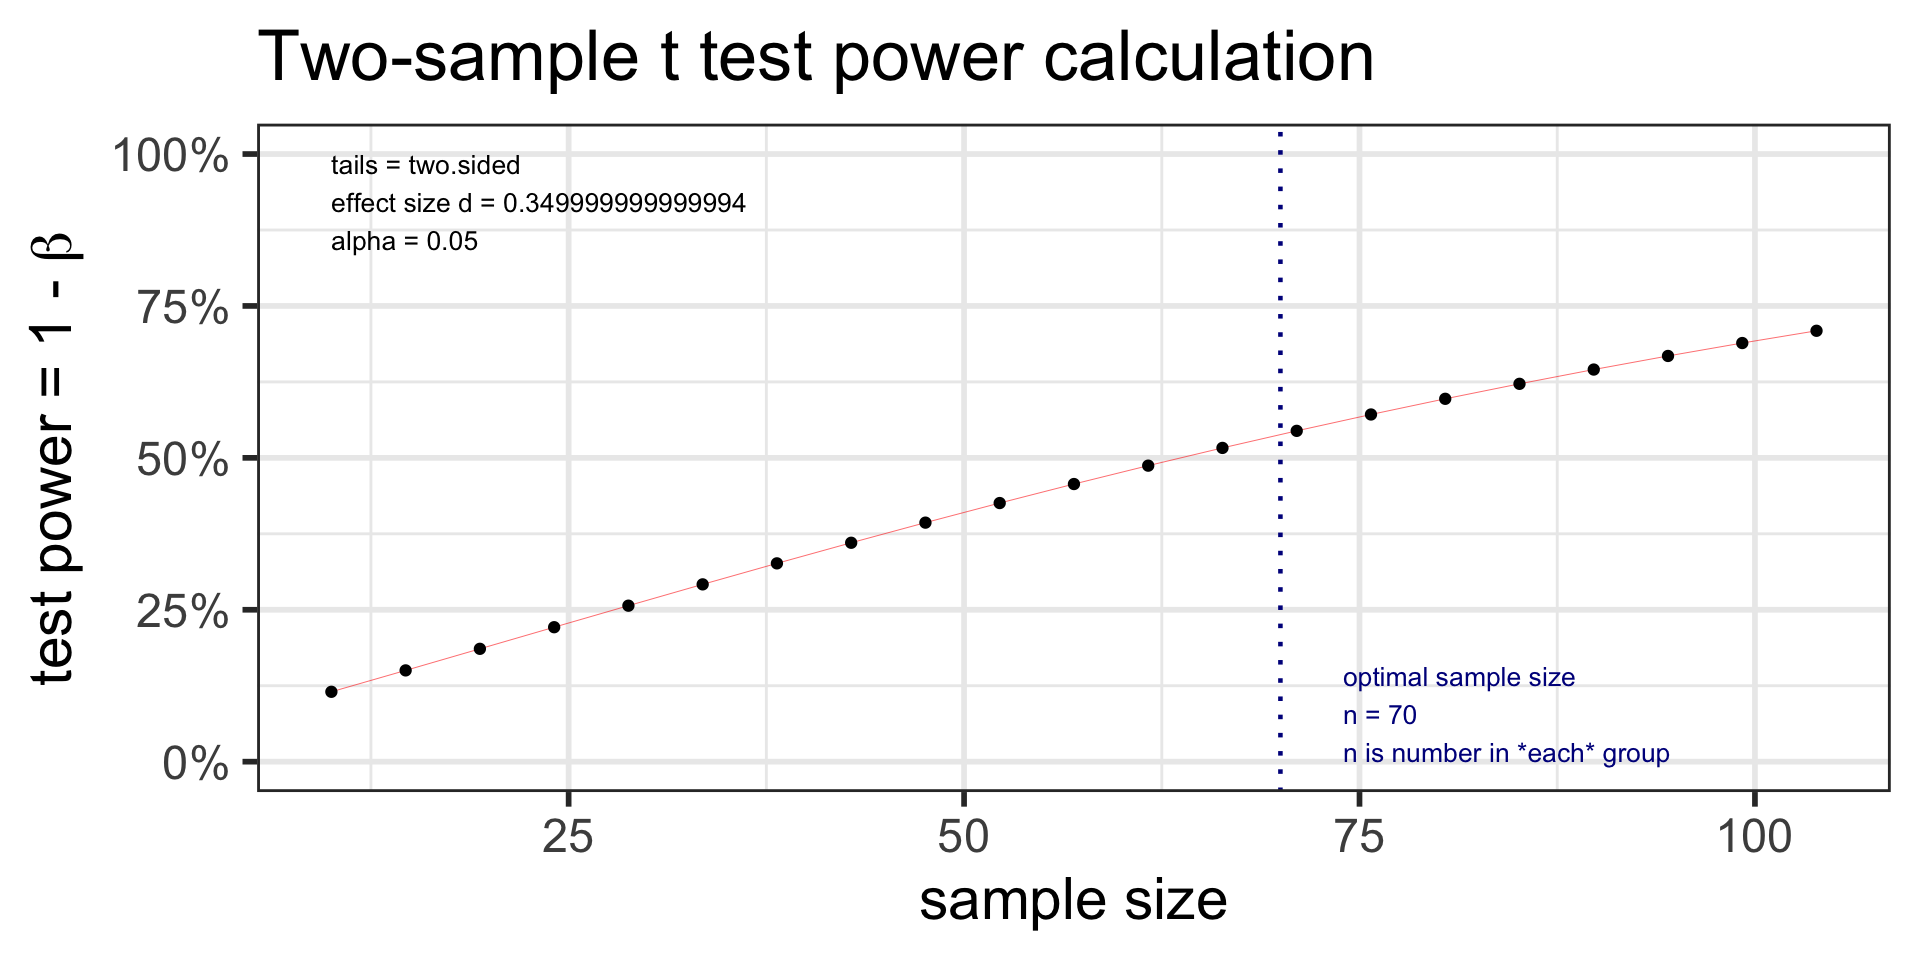 Two-sample t test power calculation
test power = 1 - β
100%
75%
50%
25%
0%
tails = two.sided
effect size d = 0.349999999999994
alpha = 0.05
optimal sample size
n = 70
n is number in *each* group
25
50
75
100
sample size